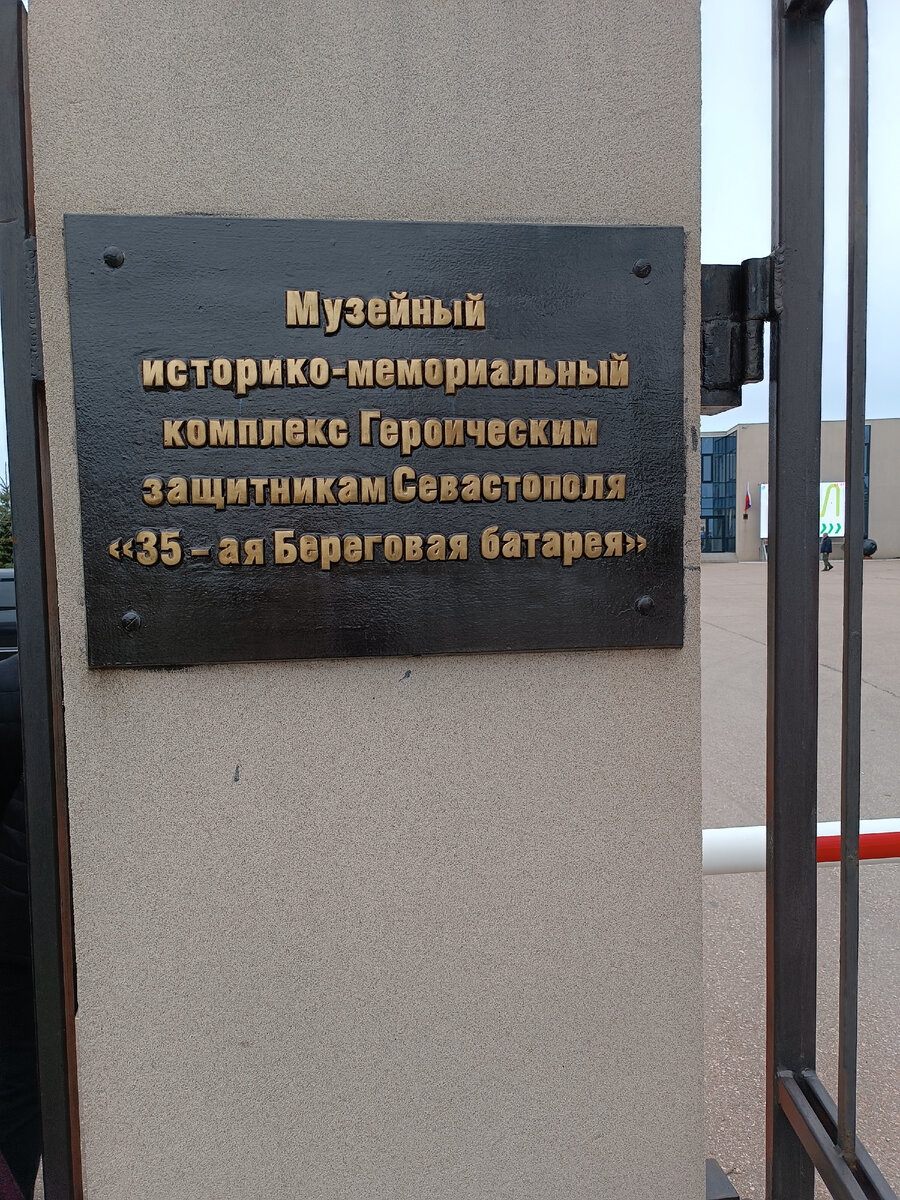 Музейный
историко-мемориальный
комплекс Героическим
защитникам Севастополя
«35 - ая Береговая батарея»